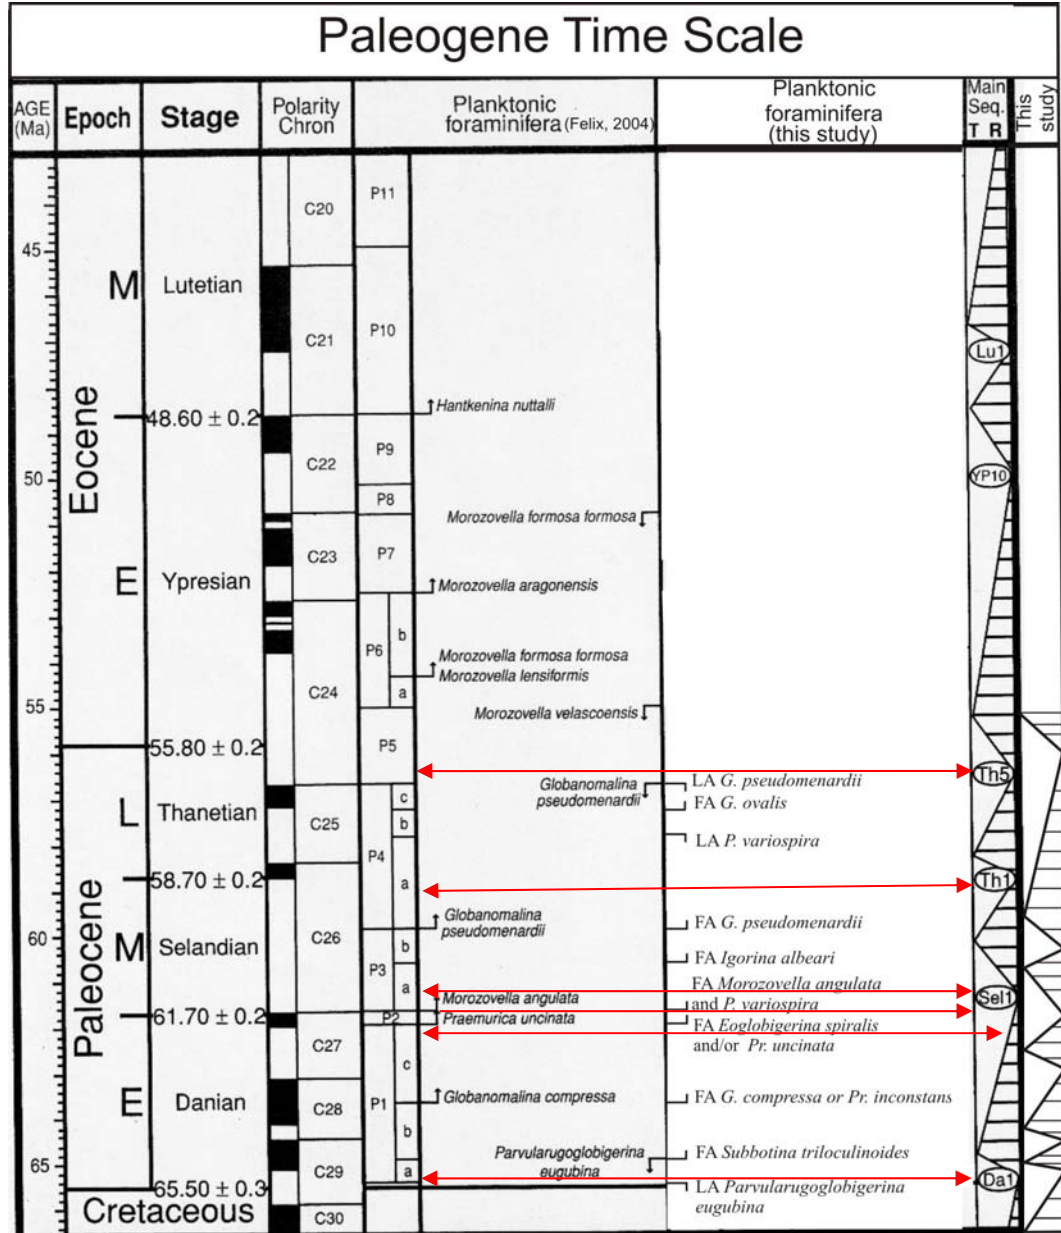 Paleogene Time Scale
AGE
(Ma)
Epoch
Stage
Polarity
Chron
Planktonic
foraminifera (Felix, 2004)
Planktonic
foraminifera
(this study)
Main
Seq.
T R
This
study
C20
P11
45
M
Lutetian
C21
P10
Lu1
Hantkenina nuttalli
48.60 ± 0.2
Eocene
C22
P9
50
P8
YP10
Morozovella formosa formosa
C23
P7
E
Ypresian
Morozovella aragonensis
P6
b
Morozovella formosa formosa
Morozovella lensiformis
C24
a
55
Morozovella velascoensis
55.80 ± 0.2
P5
Th5
Globanomalina
pseudomenardii
LA G. pseudomenardii
FA G. ovalis
L
Thanetian
C25
c
b
LA P. variospira
P4
58.70 ± 0.2
a
Th1
Paleocene
Globanomalina
pseudomenardii
FA G. pseudomenardii
60
M
Selandian
C26
P3
b
FA Igorina albeari
a
FA Morozovella angulata
and P. variospira
Sel1
Morozovella angulata
61.70 ± 0.2
P2
Praemurica uncinata
FA Eoglobigerina spiralis
and/or Pr. uncinata
C27
c
E
Danian
C28
P1
Globanomalina compressa
FA G. compressa or Pr. inconstans
b
Parvularugoglobigerina
eugubina
FA Subbotina triloculinoides
65
C29
a
Da1
65.50 ± 0.3
LA Parvularugoglobigerina
eugubina
Cretaceous
C30